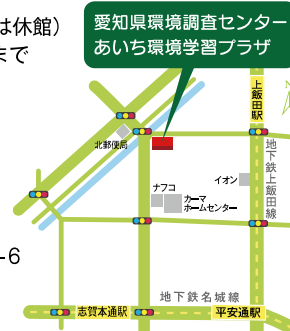 は休館）
まで
愛知県環境調査センター
あいち環境学習プラザ
上飯田駅
北郵便局
地下鉄上飯田線
イオン
ナフコ
カーマ
ホームセンター
-6
地下鉄名城線
志賀本通駅
平安通駅
N